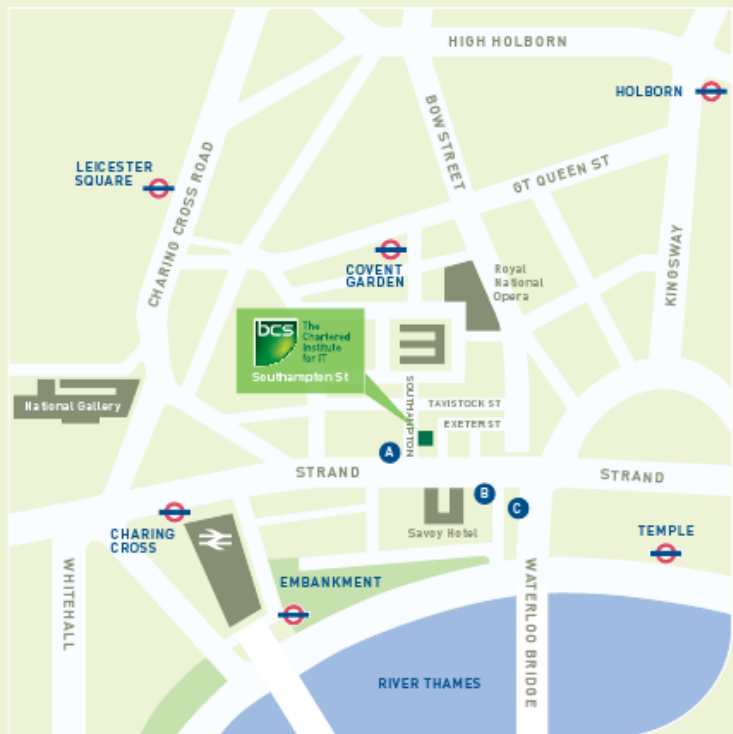 HIGH HOLBORN
HOLBORN
BOW STREET
LEICESTER
SQUARE
CHARING CROSS ROAD
GT QUEEN ST
KINGSWAY
COVENT
GARDEN
Royal
National
Opera
bcs
The
Chartered
Institute
for IT
Southampton St
SOUTHAMPTON
TAVISTOCK ST
EXETER ST
National Gallery
A
STRAND
STRAND
B
C
Savoy Hotel
CHARING
CROSS
TEMPLE
WHITEHALL
EMBANKMENT
WATERLOO BRIDGE
RIVER THAMES